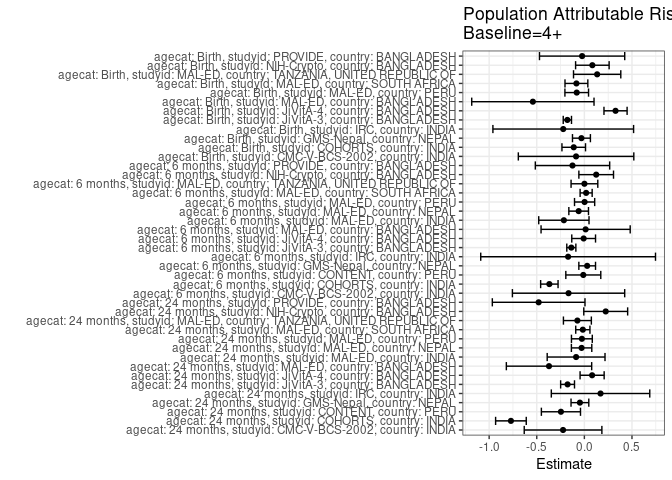 Population Attributable Ris
Baseline=4+
agecat: Birth, studyid: PROVIDE, country: BANGLADESH
agecat: Birth, studyid: NIH-Crypto, country: BANGLADESH
agecat: Birth, studyid: MAL-ED, country: TANZANIA, UNITED REPUBLIC OF
agecat: Birth, studyid: MAL-ED, country: SOUTH AFRICA
agecat: Birth, studyid: MAL-ED, country: PERU
agecat: Birth, studyid: MAL-ED, country: BANGLADESH
agecat: Birth, studyid: JiVitA-4, country: BANGLADESH
agecat: Birth, studyid: JiVitA-3, country: BANGLADESH
agecat: Birth, studyid: IRC, country: INDIA
agecat: Birth, studyid: GMS-Nepal, country: NEPAL
agecat: Birth, studyid: COHORTS, country: INDIA
agecat: Birth, studyid: CMC-V-BCS-2002, country: INDIA
agecat: 6 months, studyid: PROVIDE, country: BANGLADESH
agecat: 6 months, studyid: NIH-Crypto, country: BANGLADESH
agecat: 6 months, studyid: MAL-ED, country: TANZANIA, UNITED REPUBLIC OF
agecat: 6 months, studyid: MAL-ED, country: SOUTH AFRICA
agecat: 6 months, studyid: MAL-ED, country: PERU
agecat: 6 months, studyid: MAL-ED, country: NEPAL
agecat: 6 months, studyid: MAL-ED, country: INDIA
agecat: 6 months, studyid: MAL-ED, country: BANGLADESH
agecat: 6 months, studyid: JiVitA-4, country: BANGLADESH
agecat: 6 months, studyid: JiVitA-3, country: BANGLADESH
agecat: 6 months, studyid: IRC, country: INDIA
agecat: 6 months, studyid: GMS-Nepal, country: NEPAL
agecat: 6 months, studyid: CONTENT, country: PERU
agecat: 6 months, studyid: COHORTS, country: INDIA
agecat: 6 months, studyid: CMC-V-BCS-2002, country: INDIA
agecat: 24 months, studyid: PROVIDE, country: BANGLADESH
agecat: 24 months, studyid: NIH-Crypto, country: BANGLADESH
agecat: 24 months, studyid: MAL-ED, country: TANZANIA, UNITED REPUBLIC OF
agecat: 24 months, studyid: MAL-ED, country: SOUTH AFRICA
agecat: 24 months, studyid: MAL-ED, country: PERU
agecat: 24 months, studyid: MAL-ED, country: NEPAL
agecat: 24 months, studyid: MAL-ED, country: INDIA
agecat: 24 months, studyid: MAL-ED, country: BANGLADESH
agecat: 24 months, studyid: JiVitA-4, country: BANGLADESH
agecat: 24 months, studyid: JiVitA-3, country: BANGLADESH
agecat: 24 months, studyid: IRC, country: INDIA
agecat: 24 months, studyid: GMS-Nepal, country: NEPAL
agecat: 24 months, studyid: CONTENT, country: PERU
agecat: 24 months, studyid: COHORTS, country: INDIA
agecat: 24 months, studyid: CMC-V-BCS-2002, country: INDIA
-1.0 -0.5 0.0 0.5
Estimate